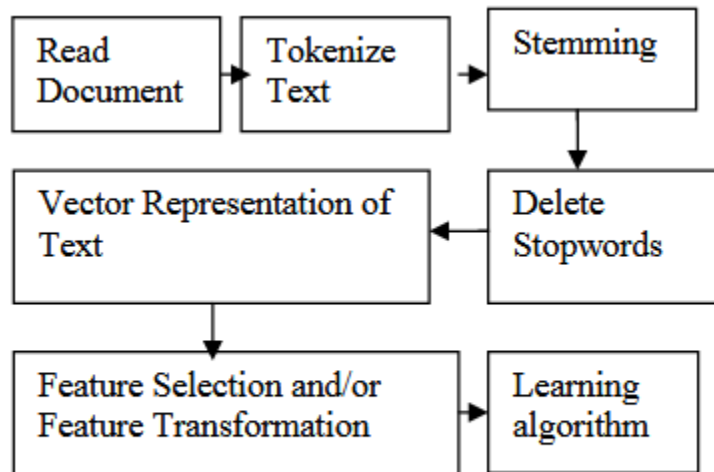 Read
Document
Tokenize
Text
Stemming
Vector Representation of
Text
Delete
Stopwords
Feature Selection and/or
Feature Transformation
Learning
algorithm